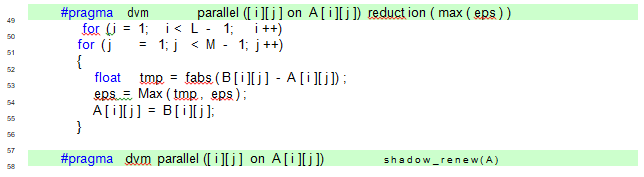 #pragma dvm parallel ([i][j] on A[i][j]) reduction (max(eps))
49
50 for (i = 1; i < L - 1; i++)
51 for (j = 1; j < M - 1; j++)
52 {
53 float tmp = fabs(B[i][j] - A[i][j]);
54 eps = Max(tmp, eps);
55 A[i][j] = B[i][j];
56 }
57 #pragma dvm parallel ([i][j] on A[i][j]) shadow_renew(A)
58